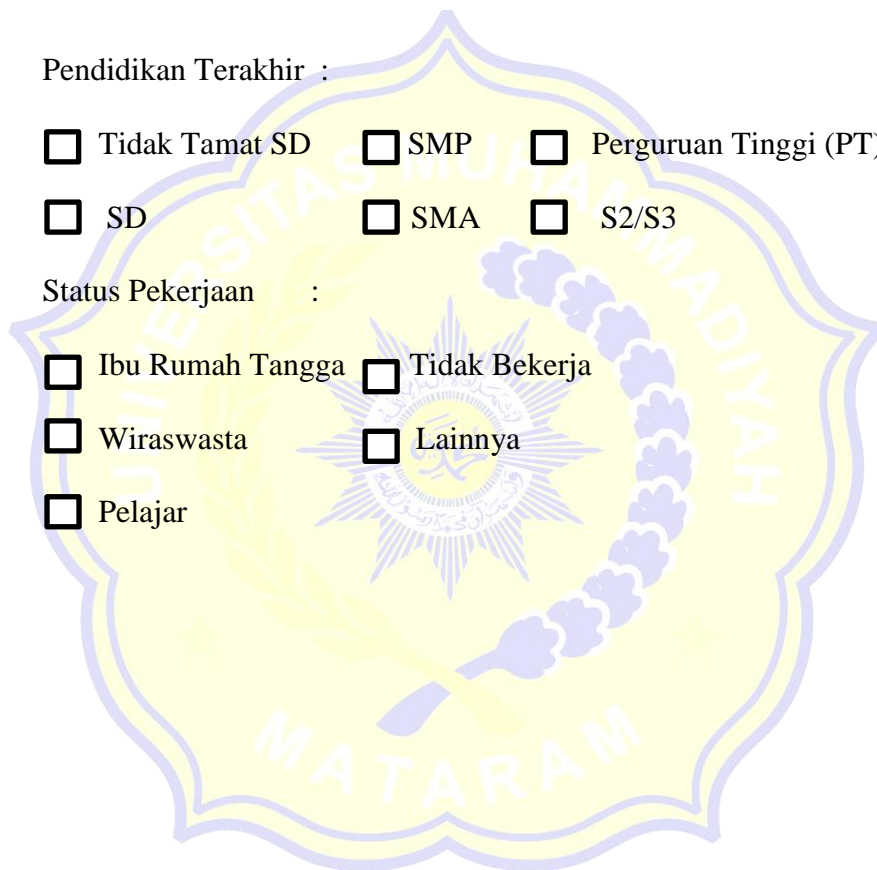 Pendidikan Terakhir :
Tidak Tamat SD SMP Perguruan Tinggi (PT)
SD SMA S2/S3
Status Pekerjaan :
Ibu Rumah Tangga Tidak Bekerja
Wiraswasta Lainnya
Pelajar
UNIVERSITAS MUHAMMADIYAH
MATARAM